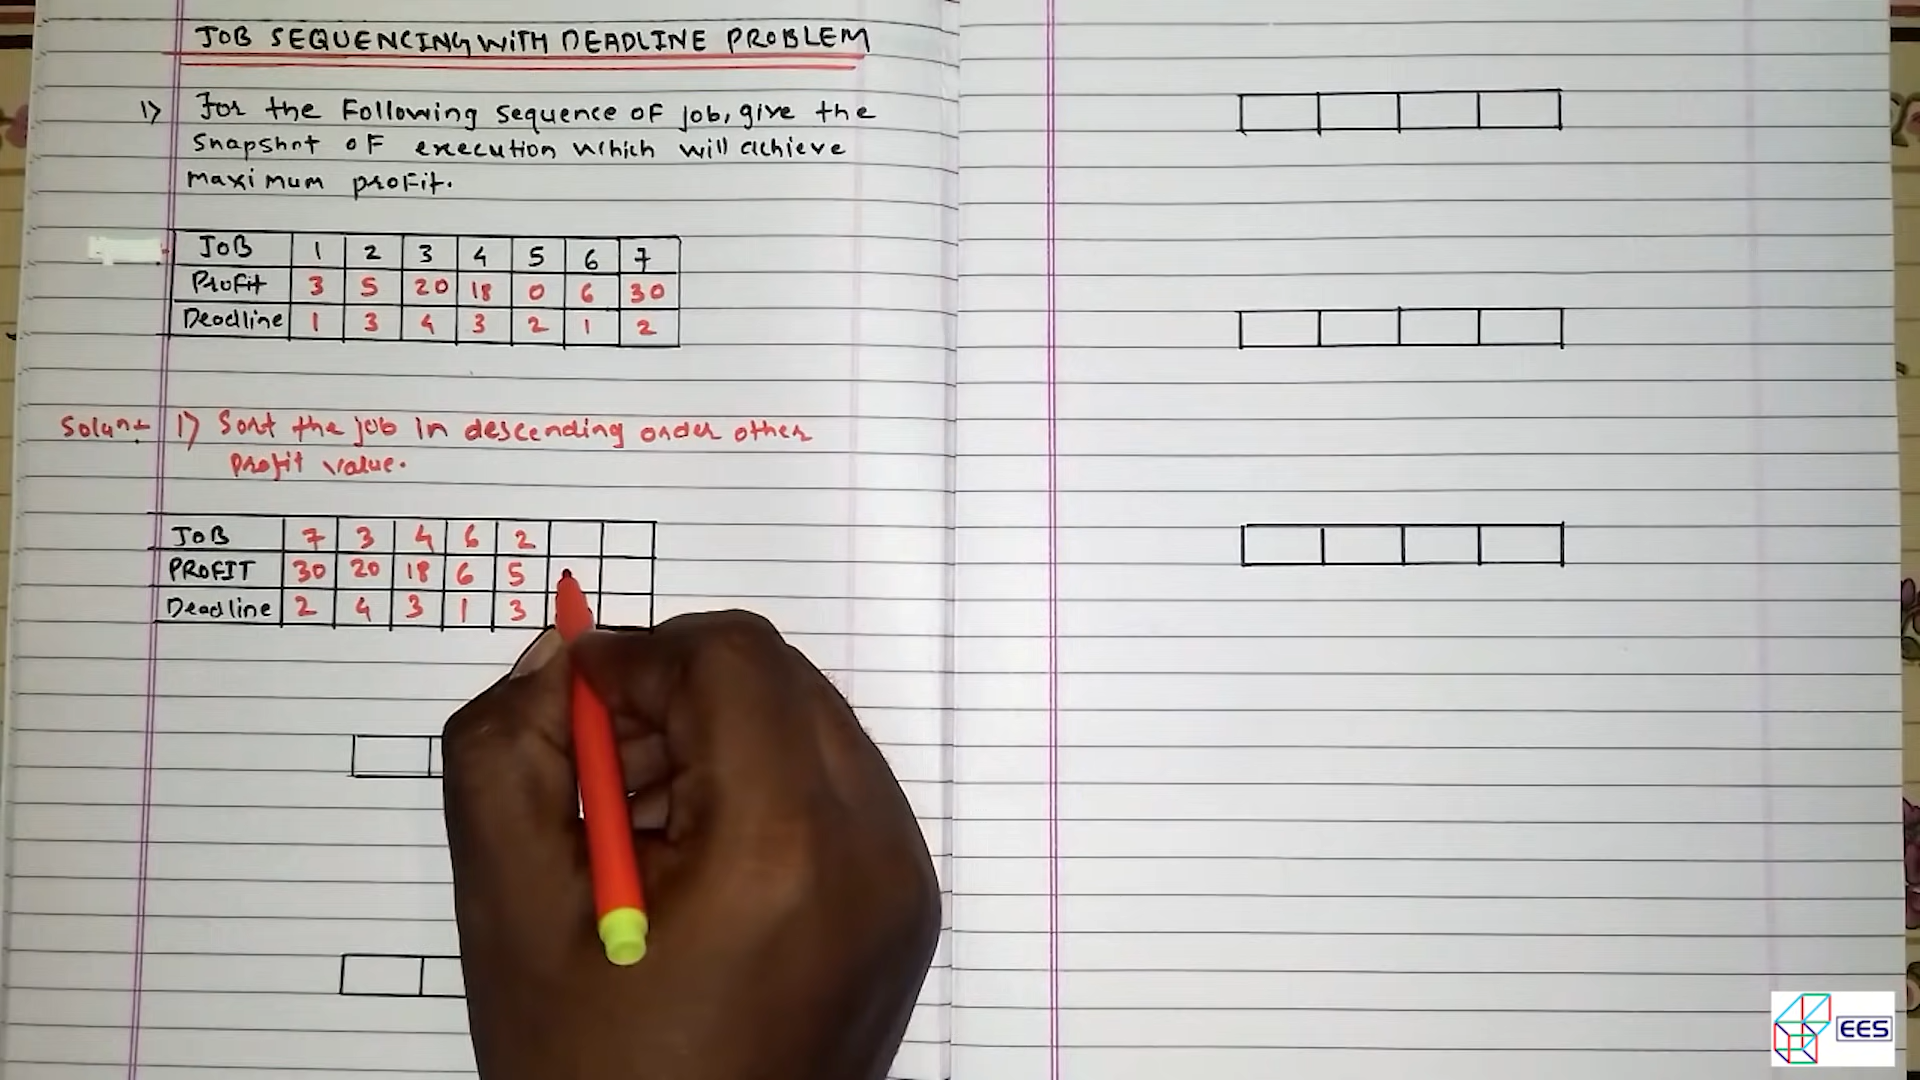 JOB SEQUENCING WITH DEADLINE PROBLEM
1) For the Following sequence OF job, give the
snapshot OF execution which will achieve
maximum profit.
JOB 1 2 3 4 5 6 7
Profit 3 5 20 18 0 6 30
Deadline 1 3 4 3 2 1 2
Soln:- 1) Sort the job in descending order other
profit value.
JOB 7 3 4 6 2
PROFIT 30 20 18 6 5
Deadline 2 4 3 1 3
EES